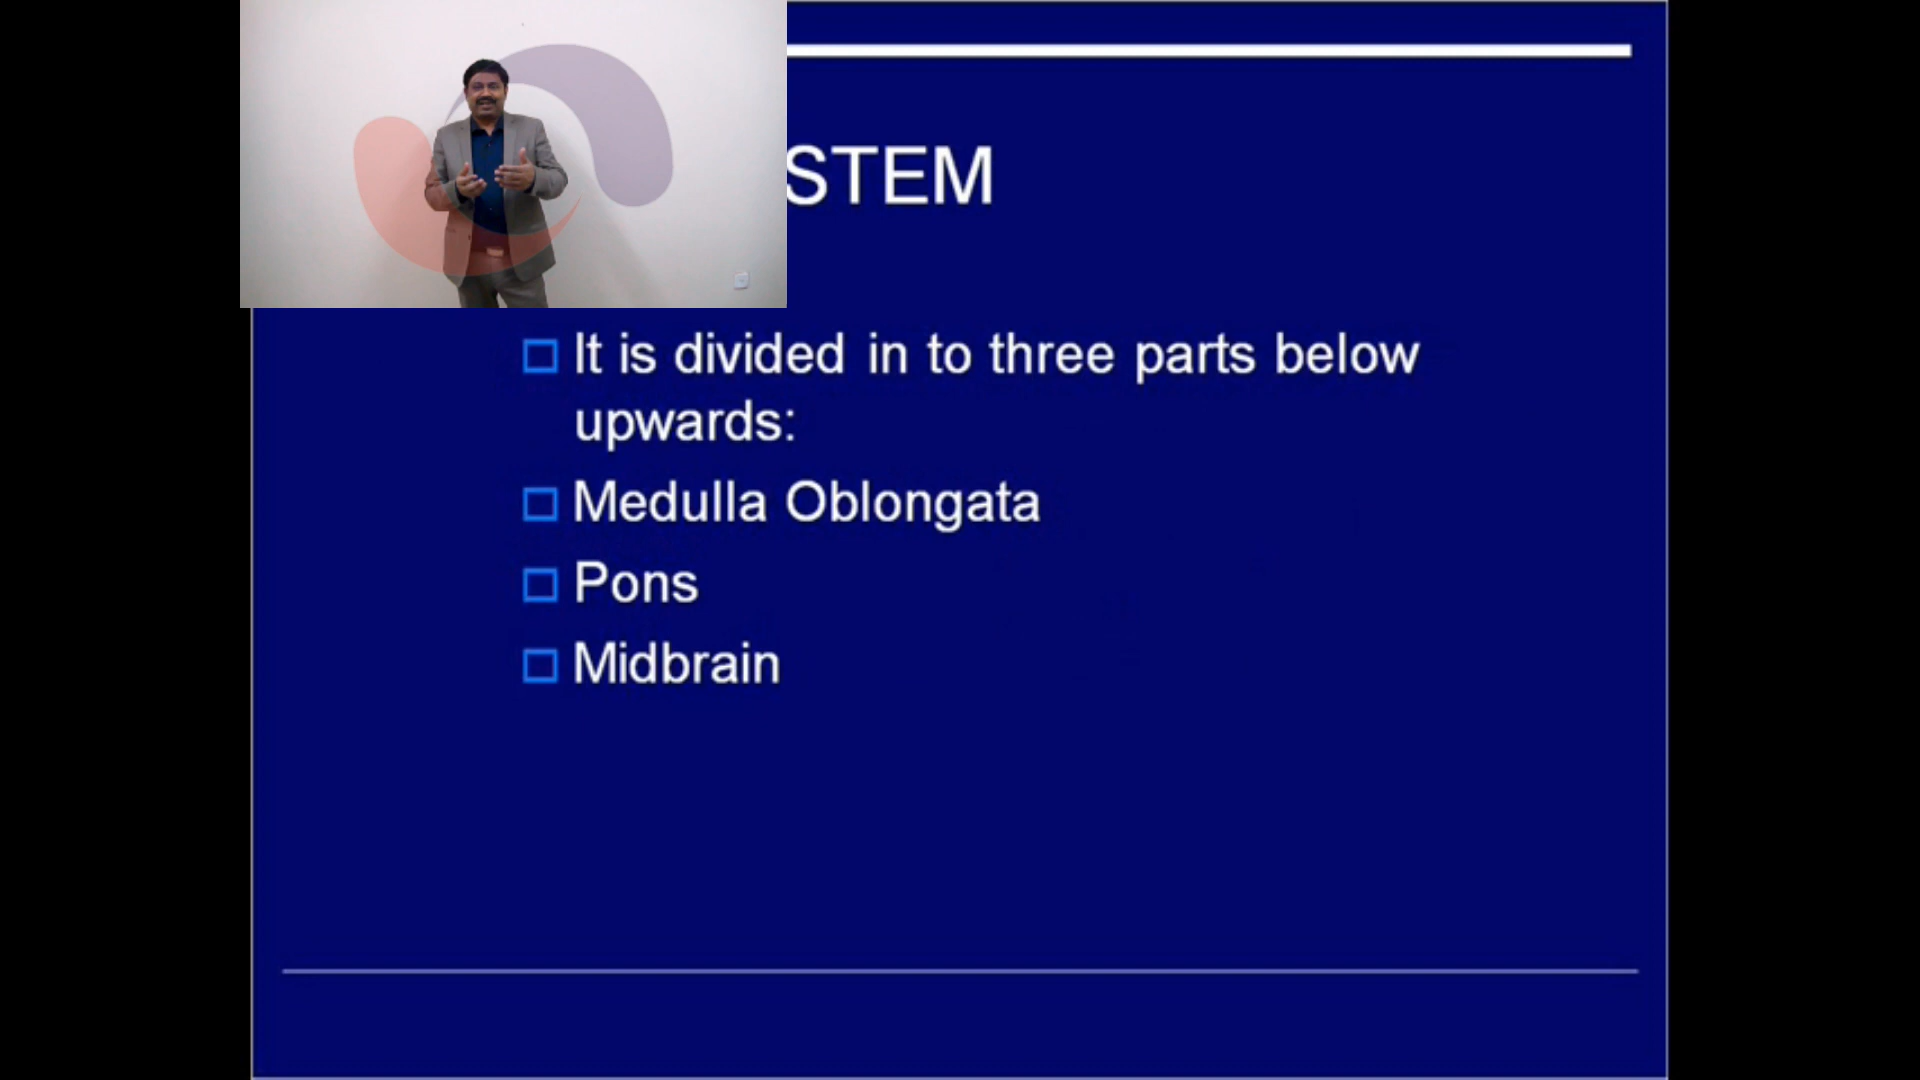 STEM
It is divided in to three parts below
upwards:
Medulla Oblongata
Pons
Midbrain